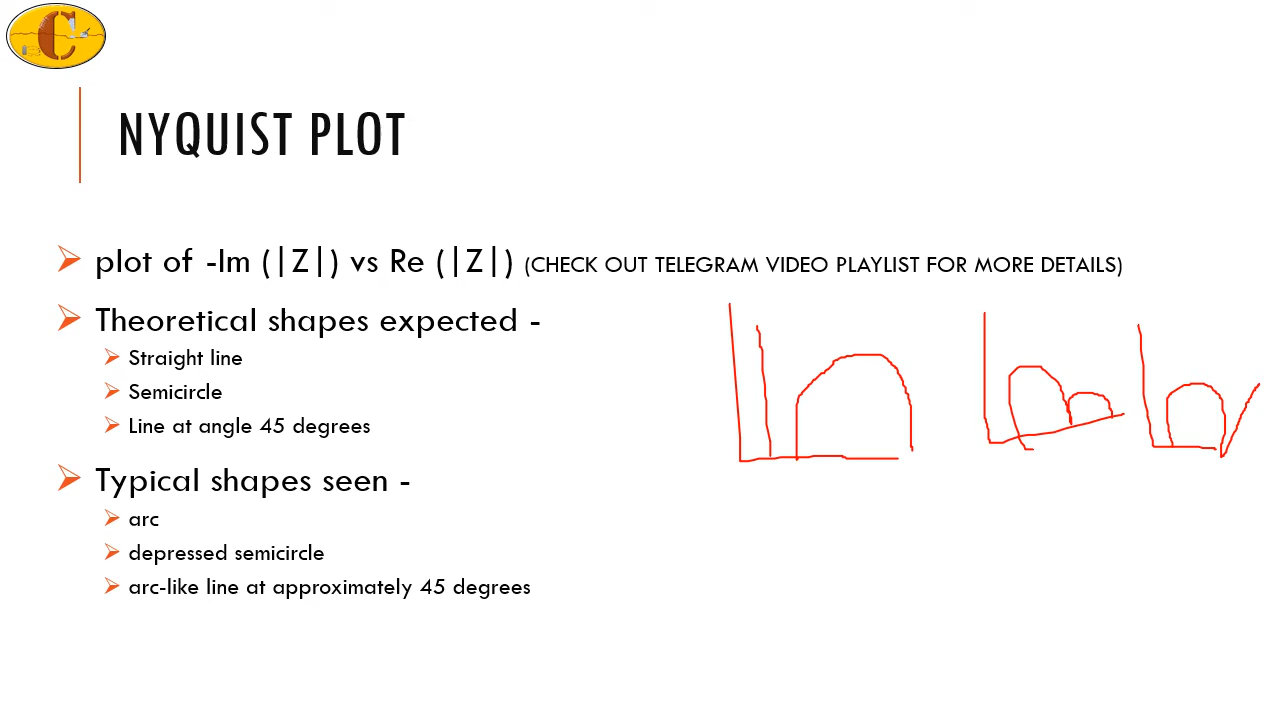 C
NYQUIST PLOT
plot of -Im (|Z|) vs Re (|Z|) (CHECK OUT TELEGRAM VIDEO PLAYLIST FOR MORE DETAILS)
Theoretical shapes expected -
Straight line
Semicircle
Line at angle 45 degrees
Typical shapes seen -
arc
depressed semicircle
arc-like line at approximately 45 degrees